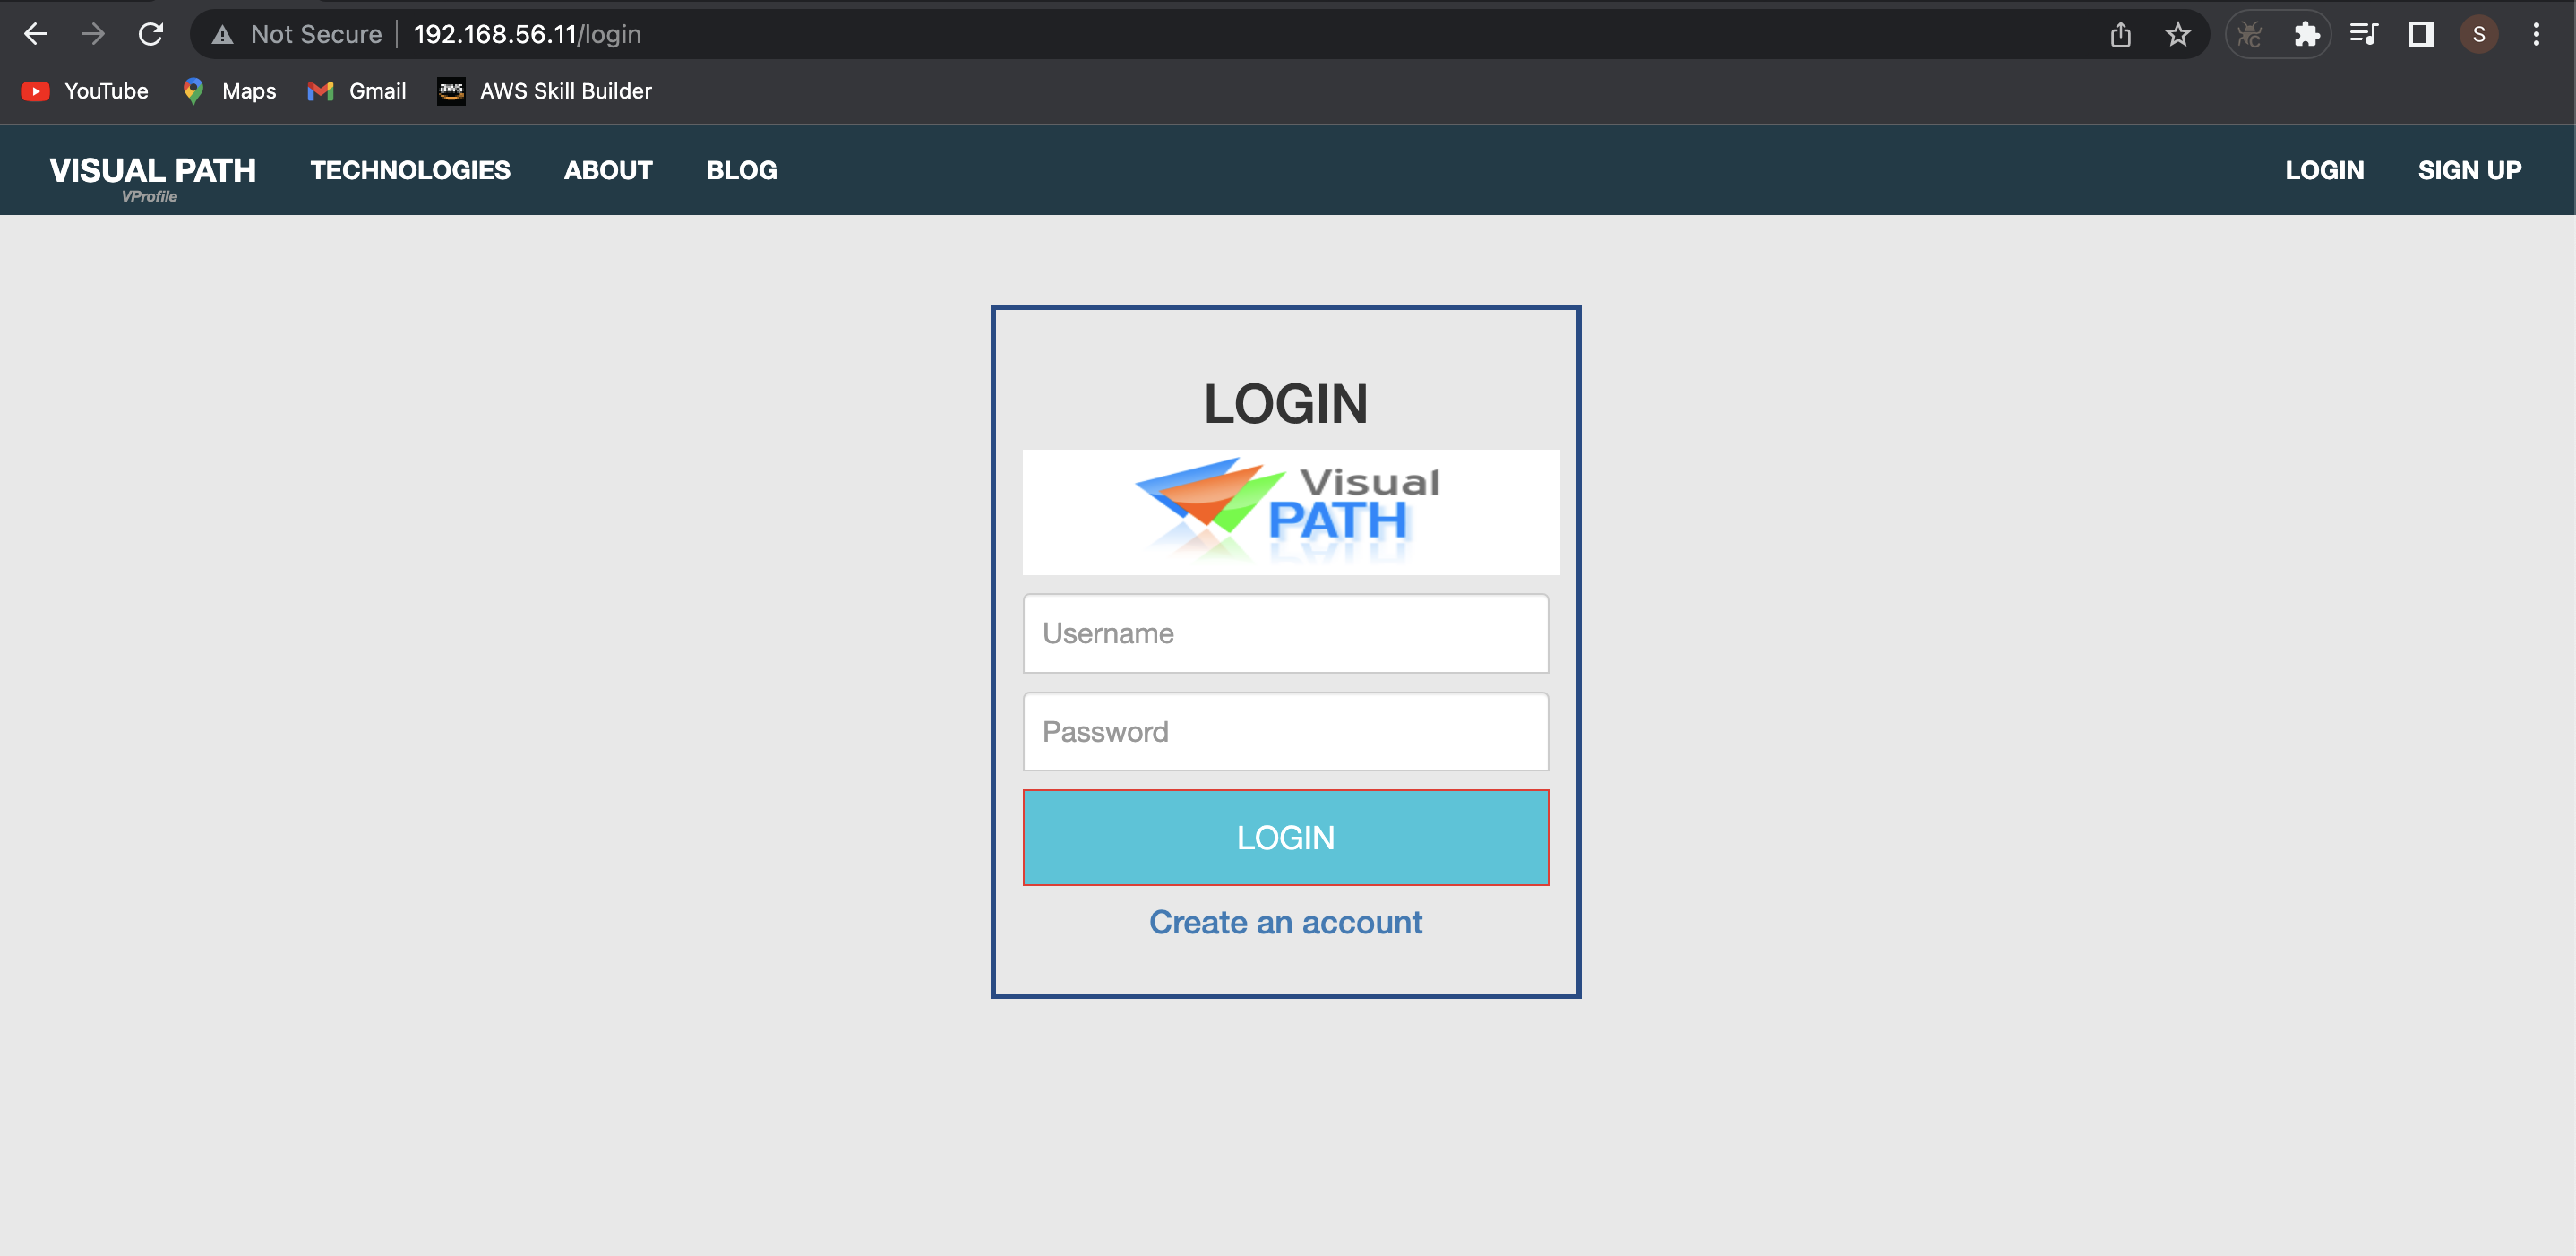 Not Secure 192.168.56.11/login
S
YouTube Maps Gmail aws AWS Skill Builder
VISUAL PATH TECHNOLOGIES ABOUT BLOG LOGIN SIGN UP
VProfile
LOGIN
Visual
PATH
Username
Password
LOGIN
Create an account